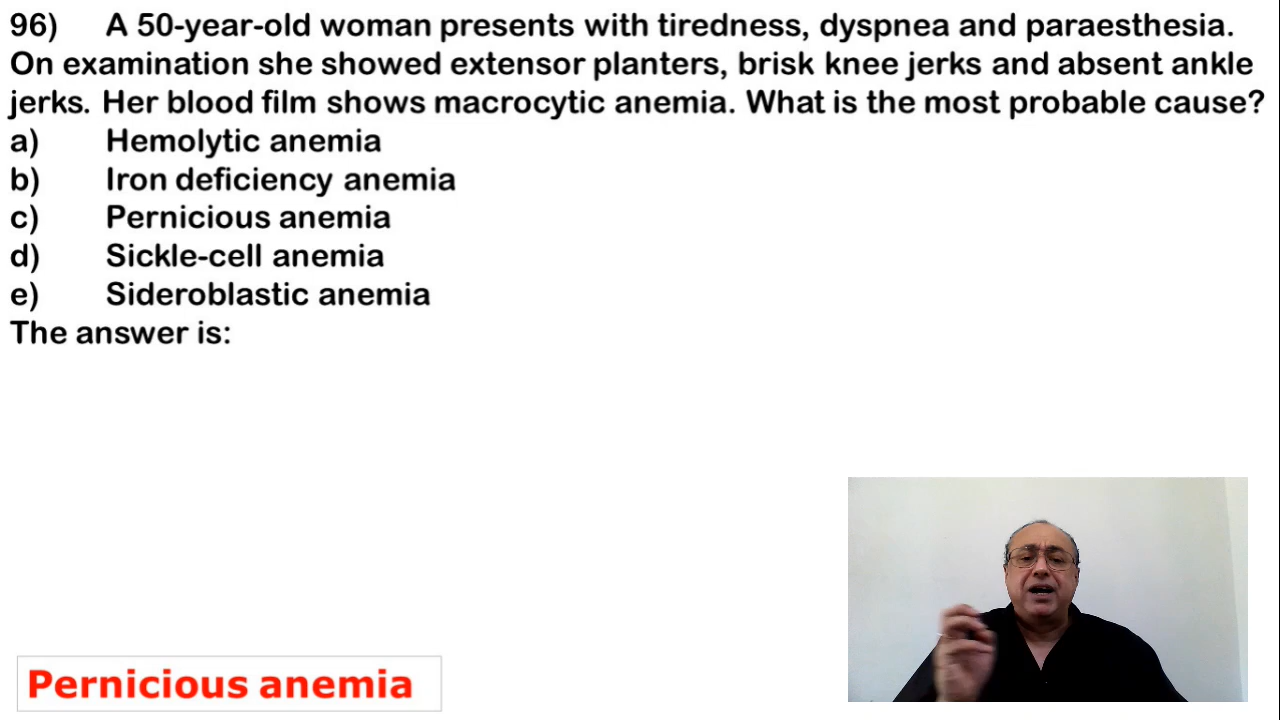 96) A 50-year-old woman presents with tiredness, dyspnea and paraesthesia.
On examination she showed extensor planters, brisk knee jerks and absent ankle
jerks. Her blood film shows macrocytic anemia. What is the most probable cause?
a) Hemolytic anemia
b) Iron deficiency anemia
c) Pernicious anemia
d) Sickle-cell anemia
e) Sideroblastic anemia
The answer is:
Pernicious anemia